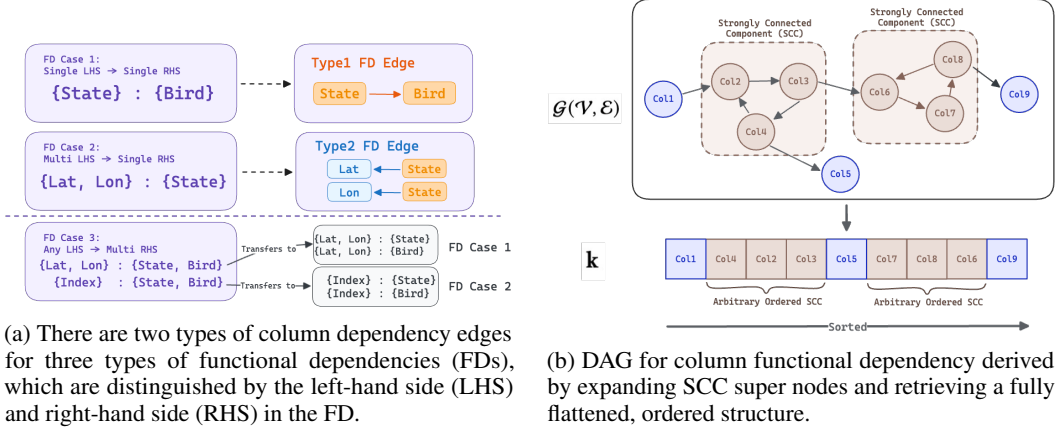 FD Case 1:
Single LHS → Single RHS
{State} : {Bird}
Type1 FD Edge
State
Bird
FD Case 2:
Multi LHS → Single RHS
{Lat, Lon} : {State}
Type2 FD Edge
Lat
State
Lon
State
FD Case 3:
Any LHS → Multi RHS
{Lat, Lon} : {State, Bird}
{Index} : {State, Bird}
Transfers to
Transfers to
{Lat, Lon} : {State}
{Lat, Lon} : {Bird}
FD Case 1
{Index} : {State}
{Index} : {Bird}
FD Case 2
(a) There are two types of column dependency edges
for three types of functional dependencies (FDs),
which are distinguished by the left-hand side (LHS)
and right-hand side (RHS) in the FD.
Strongly Connected
Component (SCC)
Strongly Connected
Component (SCC)
G(V, E)
Col1
Col2
Col3
Col4
Col5
Col6
Col8
Col7
Col9
k
Col1 Col4 Col2 Col3 Col5 Col7 Col8 Col6 Col9
Arbitrary Ordered SCC
Arbitrary Ordered SCC
Sorted
(b) DAG for column functional dependency derived
by expanding SCC super nodes and retrieving a fully
flattened, ordered structure.